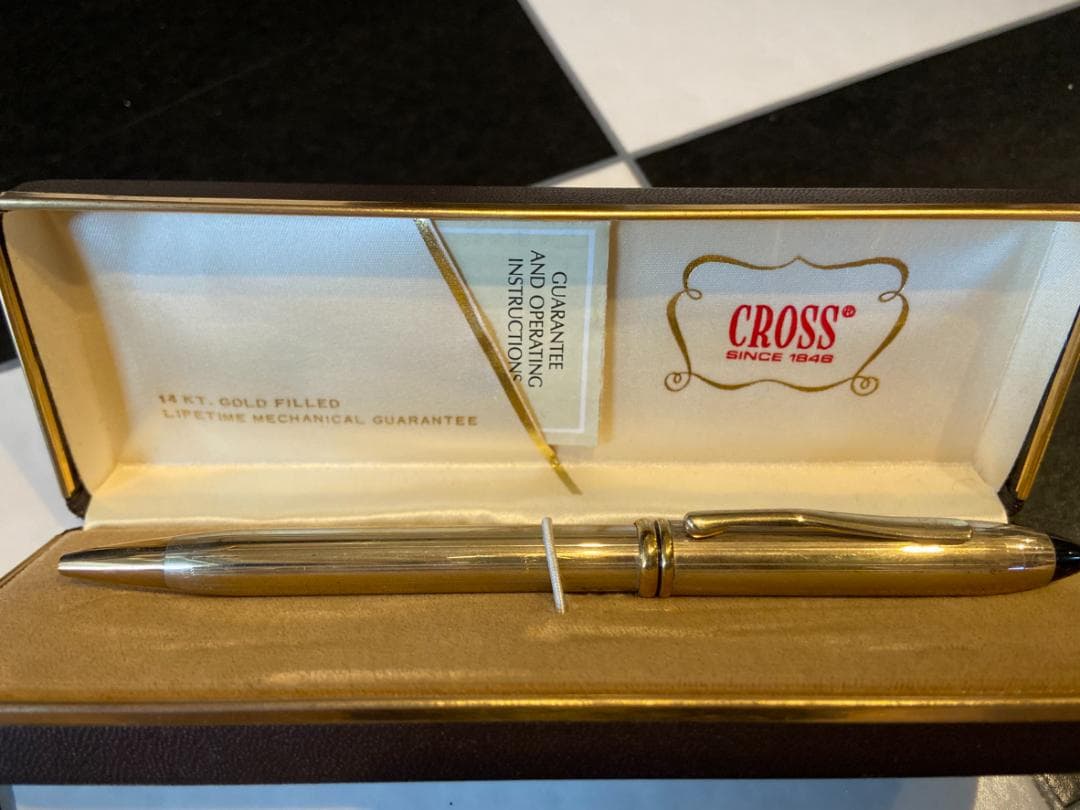 GUARANTEE
AND OPERATING
INSTRUCTIONS
CROSS®
SINCE 1846
14 KT. GOLD FILLED
LIFETIME MECHANICAL GUARANTEE